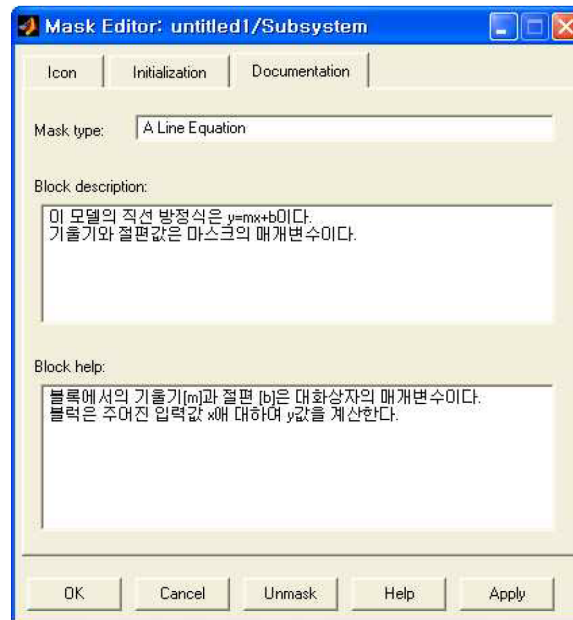 Mask Editor: untitled1/Subsystem
Icon Initialization Documentation
Mask type: A Line Equation
Block description:
이 모델의 직선 방정식은 y=mx+b이다.
기울기와 절편값은 마스크의 매개변수이다.
Block help:
블록에서의 기울기[m]과 절편 [b]은 대화상자의 매개변수이다.
블럭은 주어진 입력값 x애 대하여 y값을 계산한다.
OK Cancel Unmask Help Apply